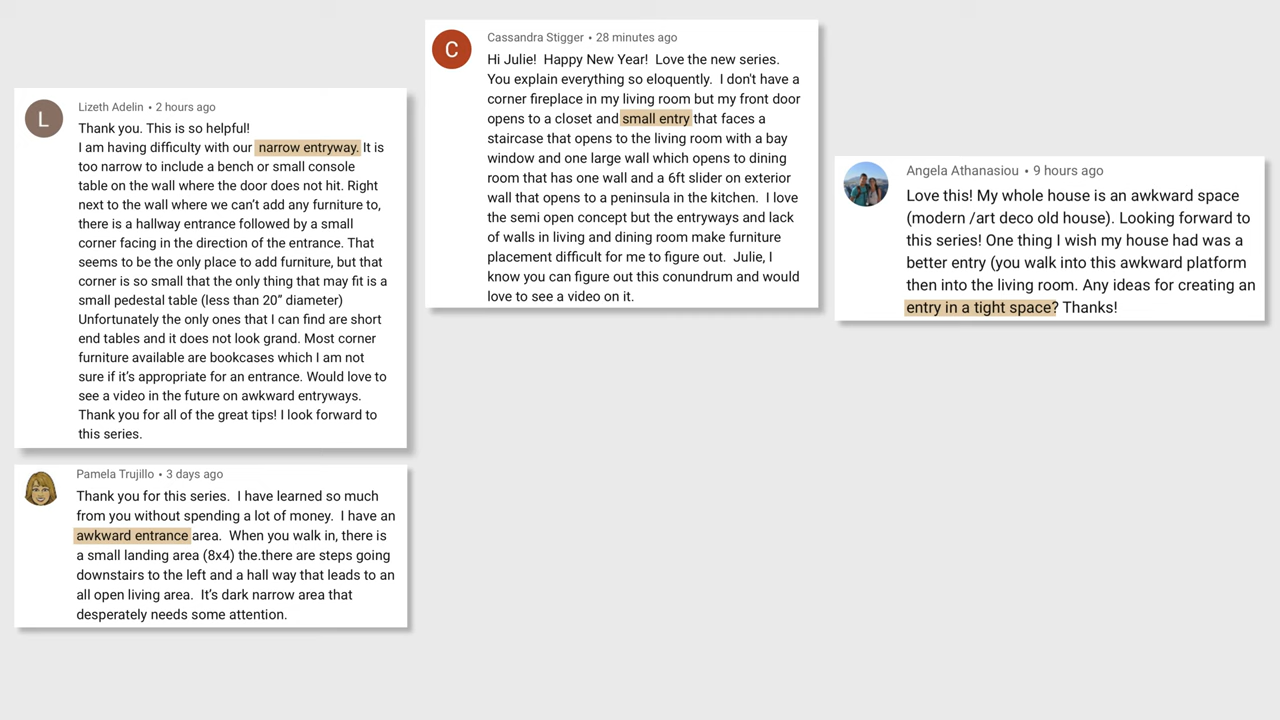 Lizeth Adelin • 2 hours ago
Thank you. This is so helpful!
I am having difficulty with our narrow entryway. It is
too narrow to include a bench or small console
table on the wall where the door does not hit. Right
next to the wall where we can’t add any furniture to,
there is a hallway entrance followed by a small
corner facing in the direction of the entrance. That
seems to be the only place to add furniture, but that
corner is so small that the only thing that may fit is a
small pedestal table (less than 20” diameter)
Unfortunately the only ones that I can find are short
end tables and it does not look grand. Most corner
furniture available are bookcases which I am not
sure if it’s appropriate for an entrance. Would love to
see a video in the future on awkward entryways.
Thank you for all of the great tips! I look forward to
this series.
Pamela Trujillo • 3 days ago
Thank you for this series. I have learned so much
from you without spending a lot of money. I have an
awkward entrance area. When you walk in, there is
a small landing area (8x4) the.there are steps going
downstairs to the left and a hall way that leads to an
all open living area. It’s dark narrow area that
desperately needs some attention.
C
Cassandra Stigger • 28 minutes ago
Hi Julie! Happy New Year! Love the new series.
You explain everything so eloquently. I don't have a
corner fireplace in my living room but my front door
opens to a closet and small entry that faces a
staircase that opens to the living room with a bay
window and one large wall which opens to dining
room that has one wall and a 6ft slider on exterior
wall that opens to a peninsula in the kitchen. I love
the semi open concept but the entryways and lack
of walls in living and dining room make furniture
placement difficult for me to figure out. Julie, I
know you can figure out this conundrum and would
love to see a video on it.
Angela Athanasiou • 9 hours ago
Love this! My whole house is an awkward space
(modern /art deco old house). Looking forward to
this series! One thing I wish my house had was a
better entry (you walk into this awkward platform
then into the living room. Any ideas for creating an
entry in a tight space? Thanks!
L